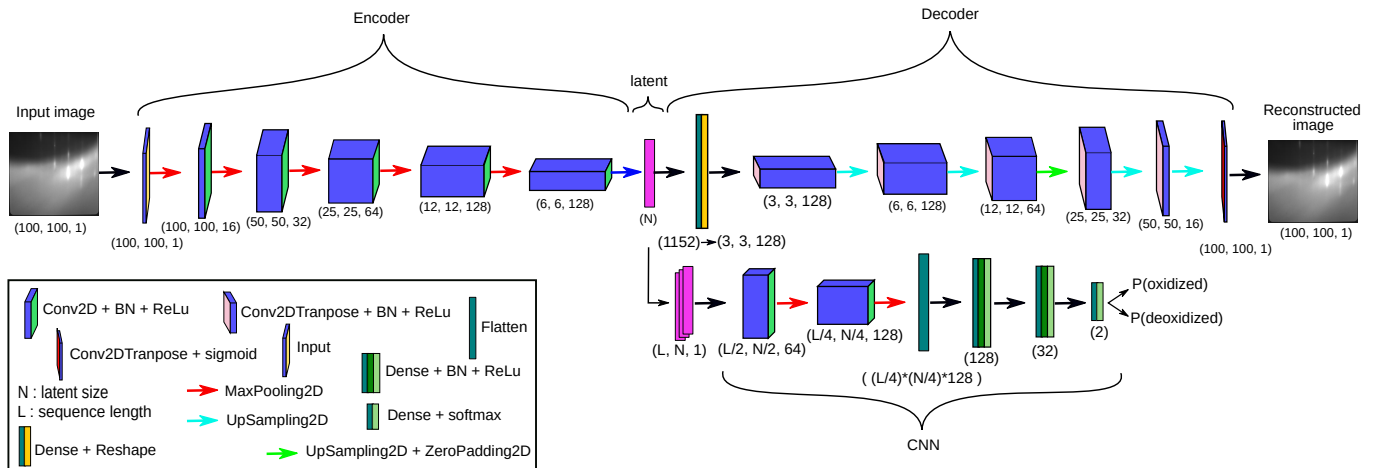 Encoder
Decoder
latent
Input image
Reconstructed
image
(100, 100, 1)
(100, 100, 1)
(100, 100, 16)
(50, 50, 32)
(25, 25, 64)
(12, 12, 128)
(6, 6, 128)
(N)
(1152)
(3, 3, 128)
(3, 3, 128)
(6, 6, 128)
(12, 12, 64)
(25, 25, 32)
(50, 50, 16)
(100, 100, 1)
(100, 100, 1)
(L, N, 1)
(L/2, N/2, 64)
(L/4, N/4, 128)
( (L/4)*(N/4)*128 )
(128)
(32)
(2)
P(oxidized)
P(deoxidized)
CNN
Conv2D + BN + ReLu
Conv2DTranpose + BN + ReLu
Flatten
Conv2DTranpose + sigmoid
Input
Dense + BN + ReLu
N : latent size
L : sequence length
MaxPooling2D
UpSampling2D
Dense + softmax
Dense + Reshape
UpSampling2D + ZeroPadding2D